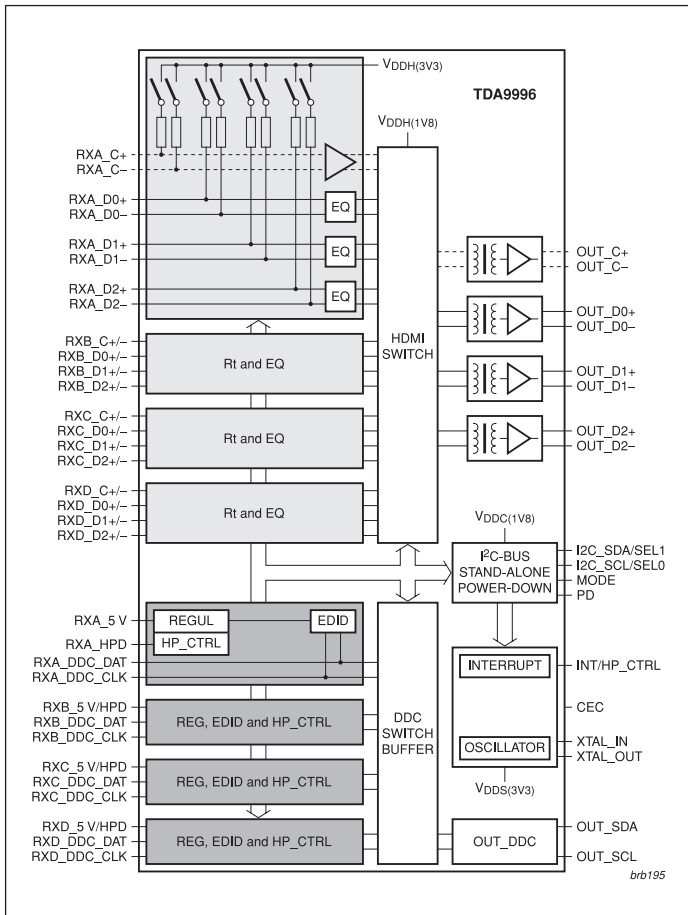 VDDH(3V3)
TDA9996
VDDH(1V8)
RXA_C+
RXA_C−
RXA_D0+
RXA_D0−
EQ
RXA_D1+
RXA_D1−
EQ
RXA_D2+
RXA_D2−
EQ
RXB_C+/−
RXB_D0+/−
RXB_D1+/−
RXB_D2+/−
Rt and EQ
RXC_C+/−
RXC_D0+/−
RXC_D1+/−
RXC_D2+/−
Rt and EQ
RXD_C+/−
RXD_D0+/−
RXD_D1+/−
RXD_D2+/−
Rt and EQ
HDMI
SWITCH
OUT_C+
OUT_C−
OUT_D0+
OUT_D0−
OUT_D1+
OUT_D1−
OUT_D2+
OUT_D2−
VDDC(1V8)
I²C-BUS
STAND-ALONE
POWER-DOWN
I2C_SDA/SEL1
I2C_SCL/SEL0
MODE
PD
RXA_5 V
RXA_HPD
RXA_DDC_DAT
RXA_DDC_CLK
REGUL
HP_CTRL
EDID
RXB_5 V/HPD
RXB_DDC_DAT
RXB_DDC_CLK
REG, EDID and HP_CTRL
RXC_5 V/HPD
RXC_DDC_DAT
RXC_DDC_CLK
REG, EDID and HP_CTRL
RXD_5 V/HPD
RXD_DDC_DAT
RXD_DDC_CLK
REG, EDID and HP_CTRL
DDC
SWITCH
BUFFER
INTERRUPT
INT/HP_CTRL
CEC
OSCILLATOR
XTAL_IN
XTAL_OUT
VDDS(3V3)
OUT_DDC
OUT_SDA
OUT_SCL
brb195